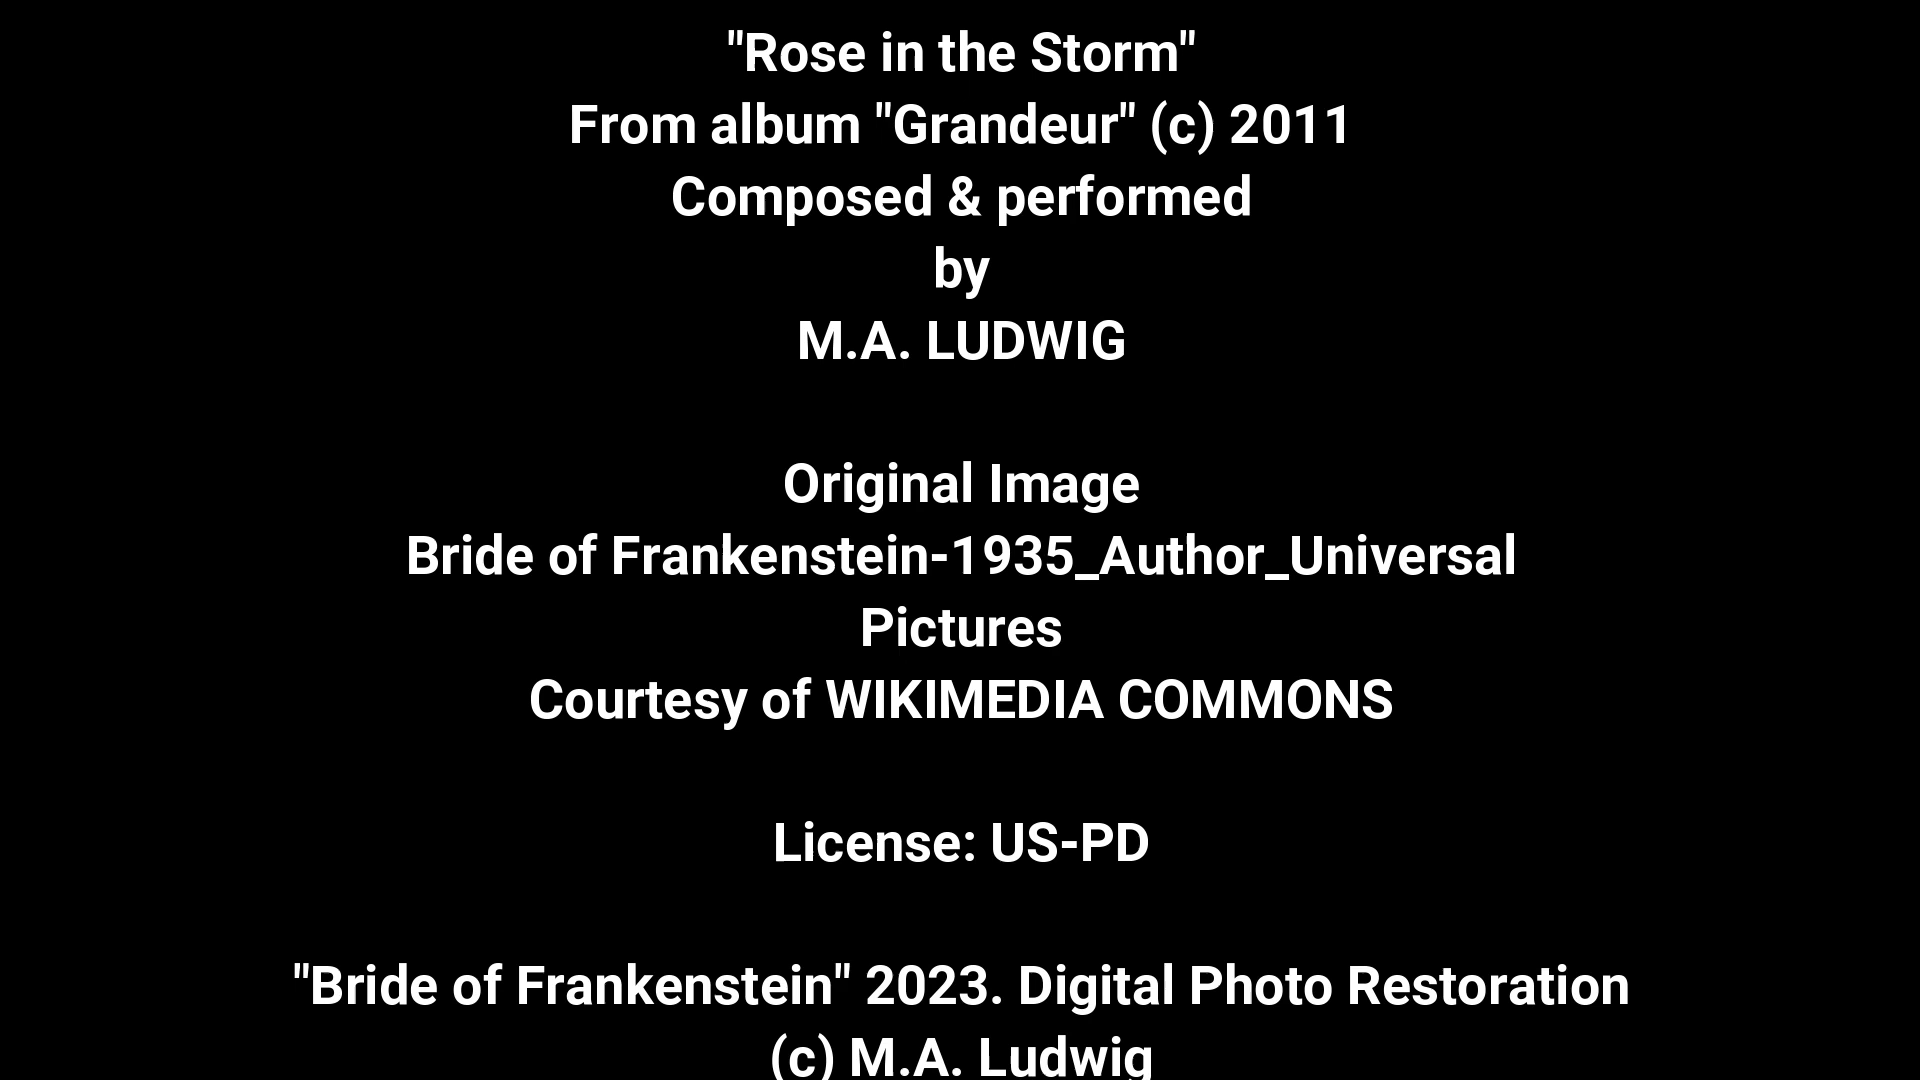 "Rose in the Storm"
From album "Grandeur" (c) 2011
Composed & performed
by
M.A. LUDWIG
Original Image
Bride of Frankenstein-1935_Author_Universal
Pictures
Courtesy of WIKIMEDIA COMMONS
License: US-PD
"Bride of Frankenstein" 2023. Digital Photo Restoration
(c) M.A. Ludwig